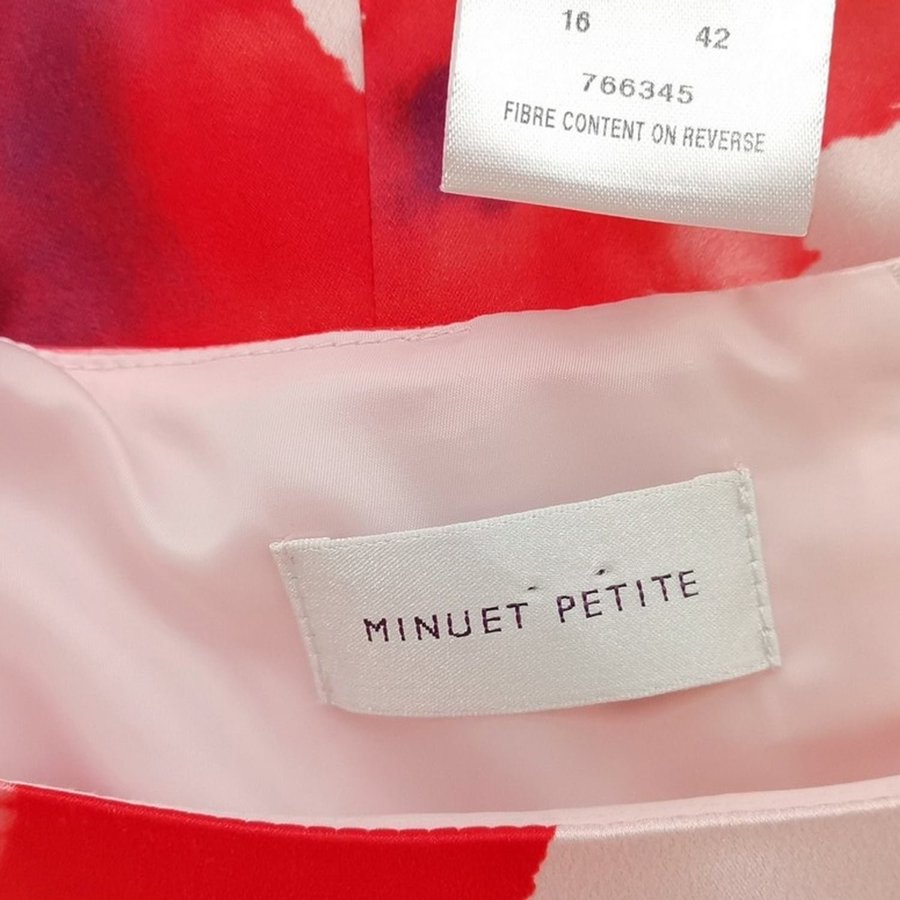 16 42
766345
FIBRE CONTENT ON REVERSE
MINUET PETITE